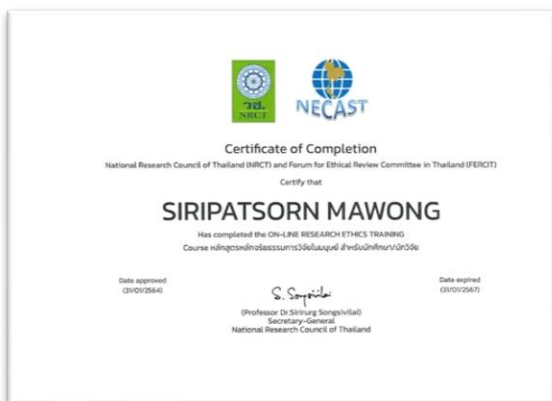 วช.
NRCT
NECAST
Certificate of Completion
National Research Council of Thailand (NRCT) and Forum for Ethical Review Committee in Thailand (FERCIT)
Certify that
SIRIPATSORN MAWONG
Has completed the ON-LINE RESEARCH ETHICS TRAINING
Course หลักสูตรหลักจริยธรรมการวิจัยในมนุษย์ สำหรับนักศึกษา/นักวิจัย
Date approved
(31/01/2564)
Date expired
(31/01/2567)
(Professor Dr.Sirirurg Songsivilai)
Secretary-General
National Research Council of Thailand